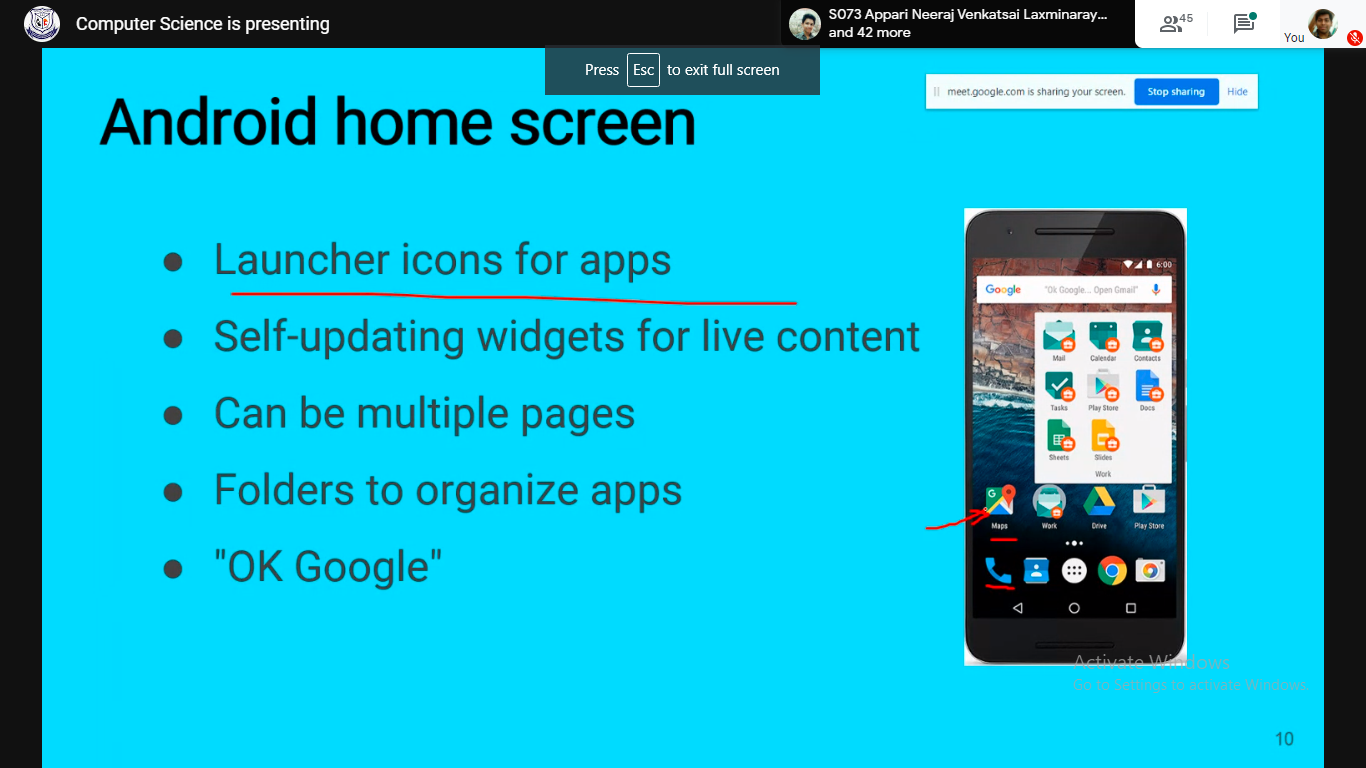 Computer Science is presenting
S073 Appari Neeraj Venkatsai Laxminaray...
and 42 more
45
You
Press Esc to exit full screen
meet.google.com is sharing your screen. Stop sharing Hide
Android home screen
● Launcher icons for apps
● Self-updating widgets for live content
● Can be multiple pages
● Folders to organize apps
● "OK Google"
6:00
Google "Ok Google... Open Gmail"
Mail Calendar Contacts
Tasks Play Store Docs
Sheets Slides
Work
Maps Work Drive Play Store
Activate Windows
Go to Settings to activate Windows.
10